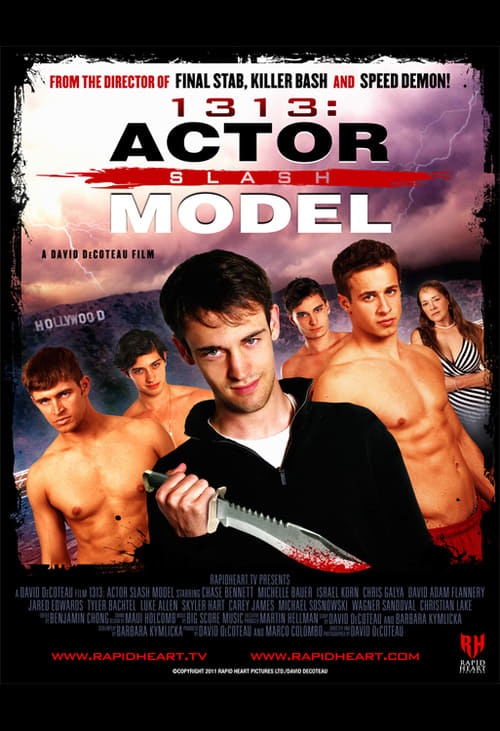 FROM THE DIRECTOR OF FINAL STAB, KILLER BASH AND SPEED DEMON!
1313:
ACTOR
SLASH
MODEL
A DAVID DeCOTEAU FILM
HOLLYWOOD
RAPIDHEART.TV PRESENTS
A DAVID DeCOTEAU FILM 1313: ACTOR SLASH MODEL STARRING CHASE BENNETT MICHELLE BAUER ISRAEL KORN CHRIS GALYA DAVID ADAM FLANNERY
JARED EDWARDS TYLER BACHTEL LUKE ALLEN SKYLER HART CAREY JAMES MICHAEL SOSNOWSKI WAGNER SANDOVAL CHRISTIAN LAKE
BENJAMIN CHONG MAUI HOLCOMB BIG SCORE MUSIC MARTIN HELLMAN DAVID DeCOTEAU AND BARBARA KYMLICKA
BARBARA KYMLICKA DAVID DeCOTEAU AND MARCO COLOMBO DAVID DeCOTEAU
WWW.RAPIDHEART.TV WWW.RAPIDHEART.COM
RH
RAPID
HEART
©COPYRIGHT 2011 RAPID HEART PICTURES LTD./DAVID DECOTEAU